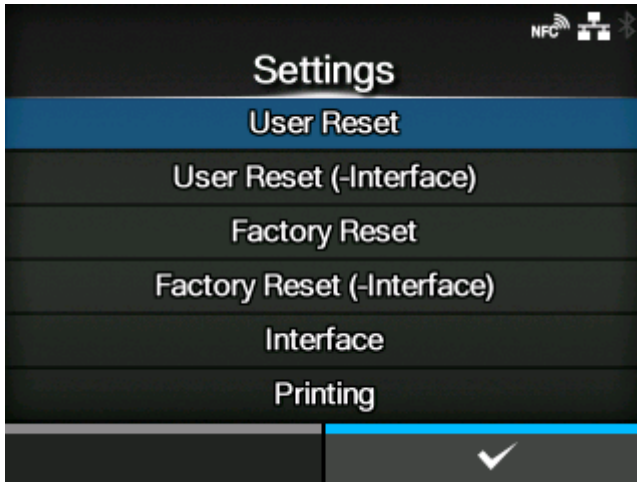 NFC
Settings
User Reset
User Reset (-Interface)
Factory Reset
Factory Reset (-Interface)
Interface
Printing